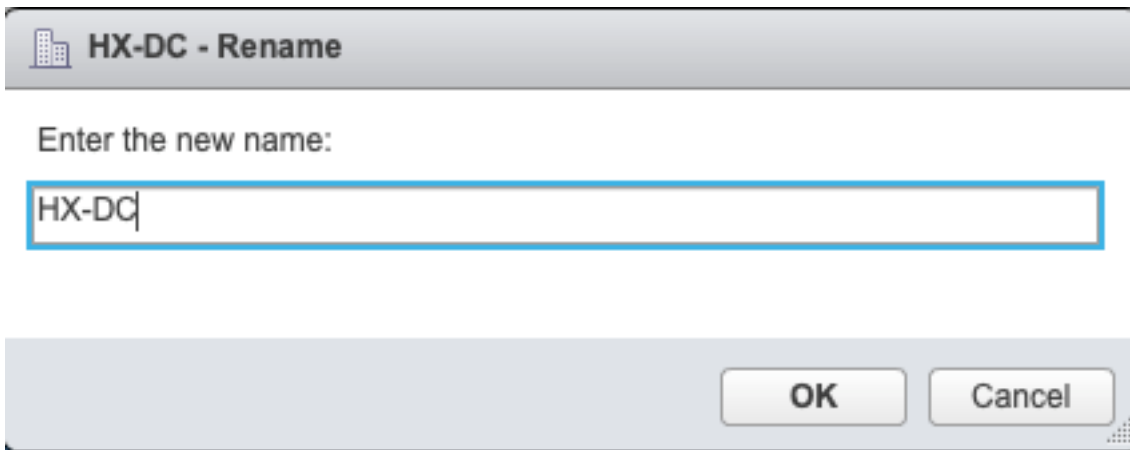 HX-DC - Rename
Enter the new name:
HX-DC
OK Cancel